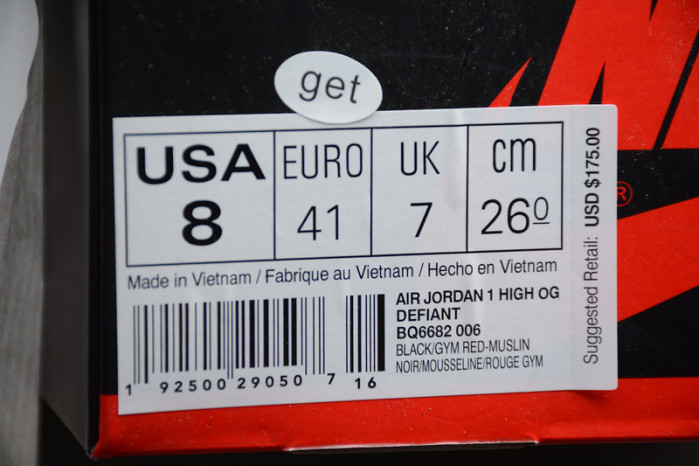 get
USA EURO UK cm
8 41 7 26 0
Made in Vietnam / Fabrique au Vietnam / Hecho en Vietnam
AIR JORDAN 1 HIGH OG
DEFIANT
BQ6682 006
BLACK/GYM RED-MUSLIN
NOIR/MOUSSELINE/ROUGE GYM
1 92500 29050 7 16
Suggested Retail: USD $175.00
®